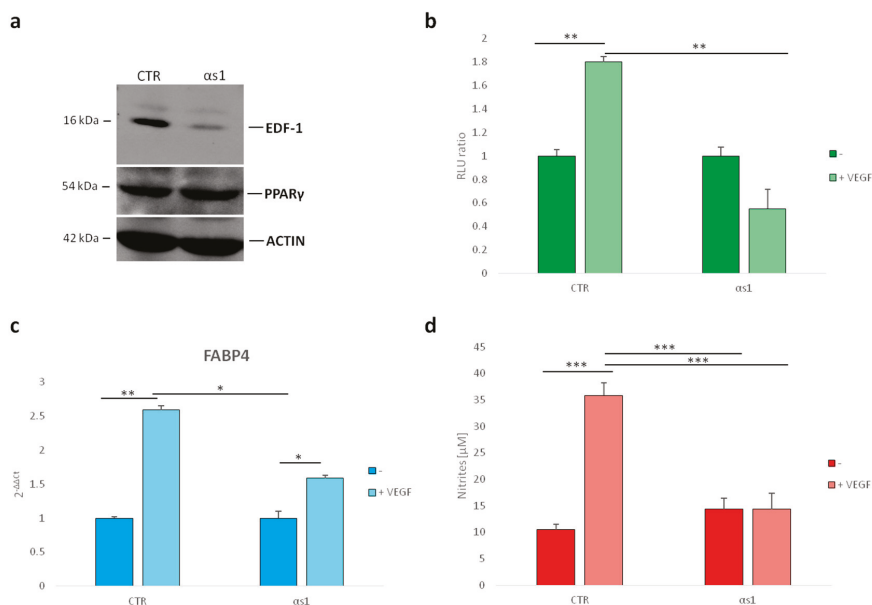 a
CTR αs1
16 kDa
EDF-1
54 kDa
PPARγ
42 kDa
ACTIN
b
**
**
2
1.8
1.6
1.4
1.2
1
0.8
0.6
0.4
0.2
0
RLU ratio
CTR αs1
-
+ VEGF
c
FABP4
**
*
*
3
2.5
2
1.5
1
0.5
0
2-ΔΔCt
CTR αs1
-
+ VEGF
d
***
***
***
45
40
35
30
25
20
15
10
5
0
Nitrites [µM]
CTR αs1
-
+ VEGF